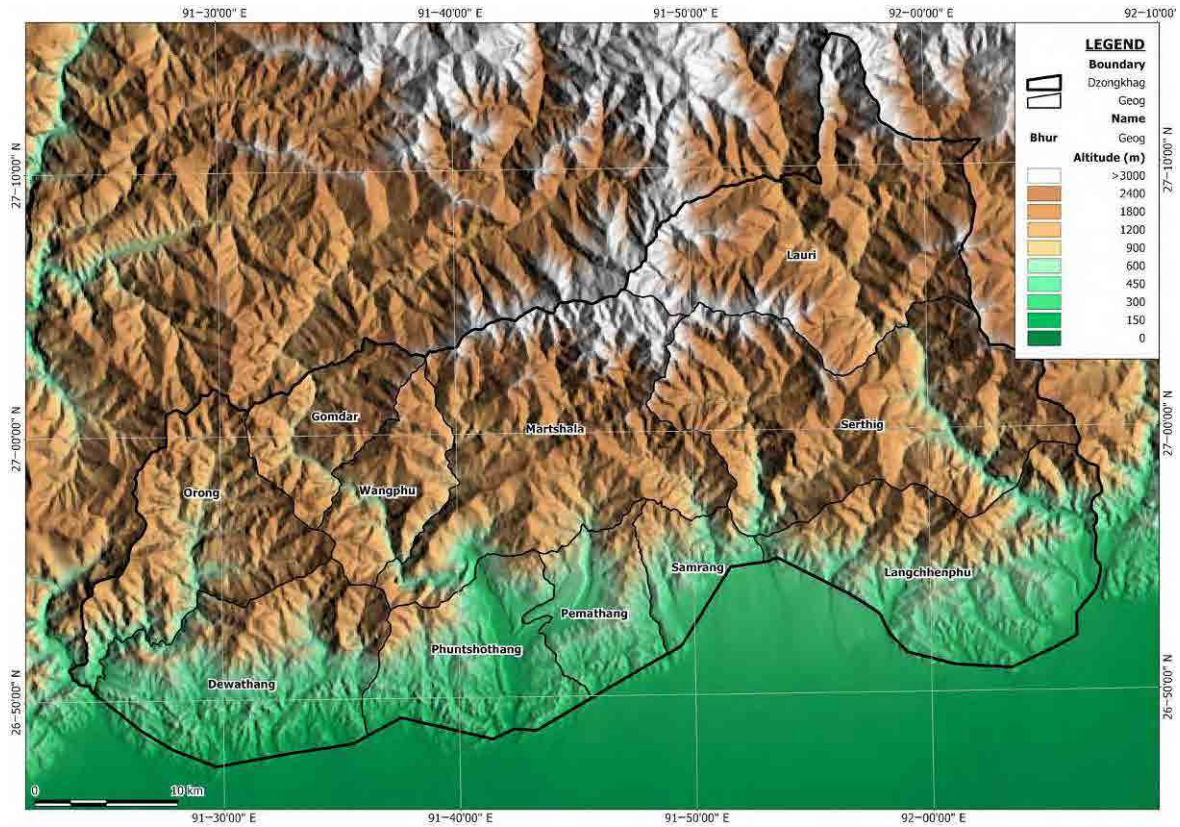 91-30'00" E 91-40'00" E 91-50'00" E 92-00'00" E 92-10'0
LEGEND
Boundary
Dzongkhag
Geog
Name
Bhur Geog
Altitude (m)
>3000
2400
1800
1200
900
600
450
300
150
0
27-10'00" N
27-10'00" N
Lauri
27-00'00" N
27-00'00" N
Gomdar
Martshala
Serthig
Orong
Wangphu
Samrang
Langchhenphu
Pemathang
Phuntshothang
Dewathang
26-50'00" N
26-50'00" N
0 10 km
91-30'00" E 91-40'00" E 91-50'00" E 92-00'00" E